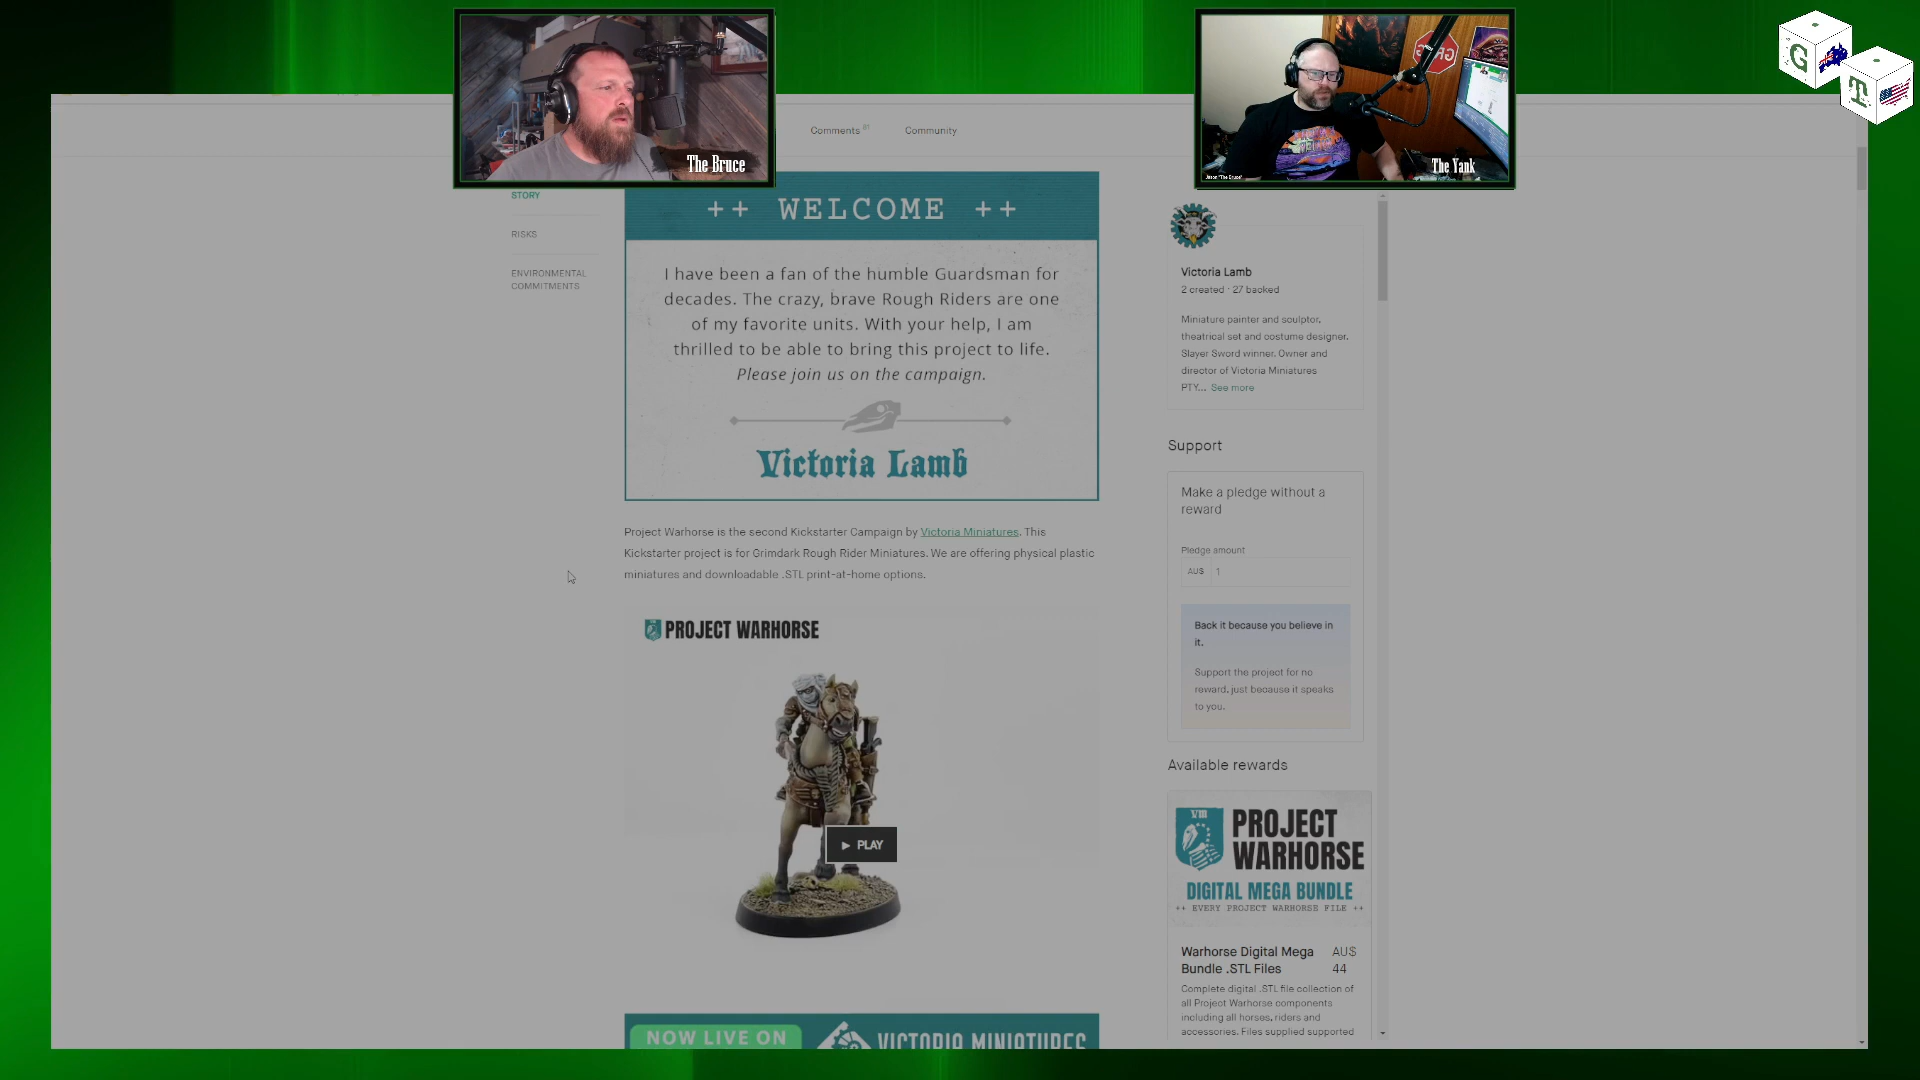 The Bruce
The Yank
Jason "The Bruce"
G
T
Comments
Community
STORY
RISKS
ENVIRONMENTAL
COMMITMENTS
++ WELCOME ++
I have been a fan of the humble Guardsman for
decades. The crazy, brave Rough Riders are one
of my favorite units. With your help, I am
thrilled to be able to bring this project to life.
Please join us on the campaign.
Victoria Lamb
Project Warhorse is the second Kickstarter Campaign by Victoria Miniatures. This
Kickstarter project is for Grimdark Rough Rider Miniatures. We are offering physical plastic
miniatures and downloadable .STL print-at-home options.
PROJECT WARHORSE
PLAY
NOW LIVE ON
VICTORIA MINIATURES
Victoria Lamb
2 created · 27 backed
Miniature painter and sculptor,
theatrical set and costume designer.
Slayer Sword winner. Owner and
director of Victoria Miniatures
PTY... See more
Support
Make a pledge without a
reward
Pledge amount
AU$ 1
Back it because you believe in
it.
Support the project for no
reward, just because it speaks
to you.
Available rewards
VIII
PROJECT
WARHORSE
DIGITAL MEGA BUNDLE
++ EVERY PROJECT WARHORSE FILE ++
Warhorse Digital Mega
Bundle .STL Files
AU$
44
Complete digital .STL file collection of
all Project Warhorse components
including all horses, riders and
accessories. Files supplied supported